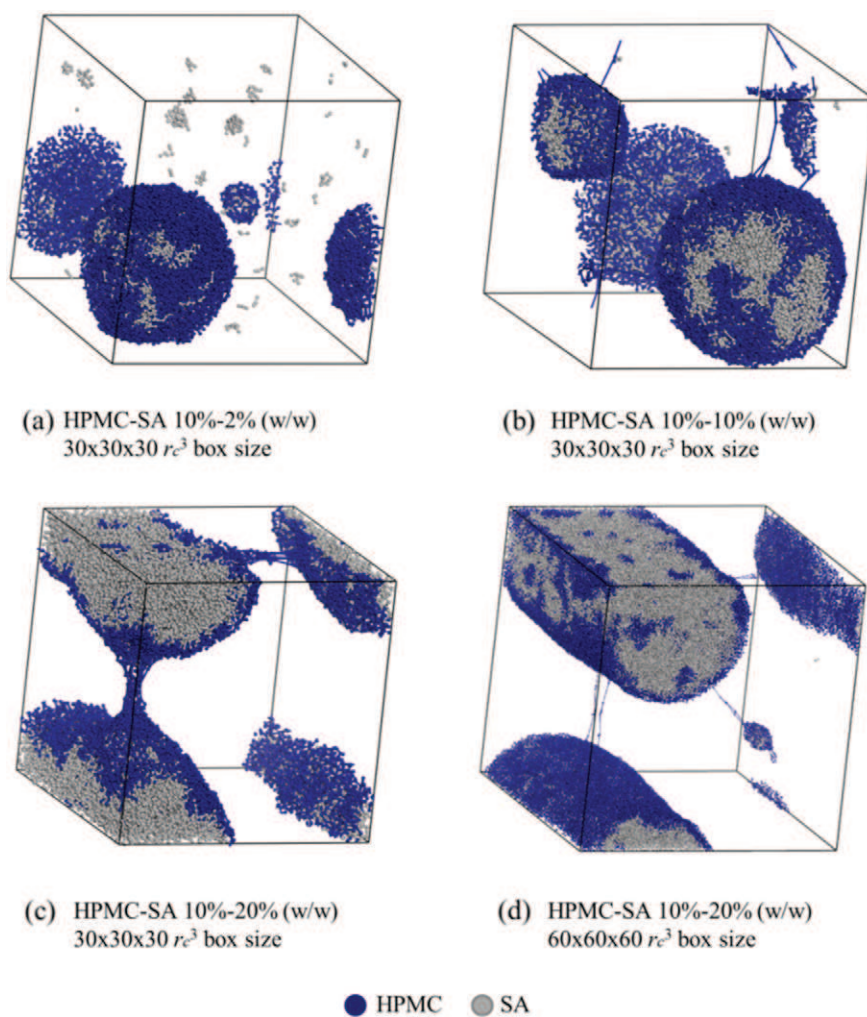 (a) HPMC-SA 10%-2% (w/w)
30x30x30 rc³ box size
(b) HPMC-SA 10%-10% (w/w)
30x30x30 rc³ box size
(c) HPMC-SA 10%-20% (w/w)
30x30x30 rc³ box size
(d) HPMC-SA 10%-20% (w/w)
60x60x60 rc³ box size
HPMC SA